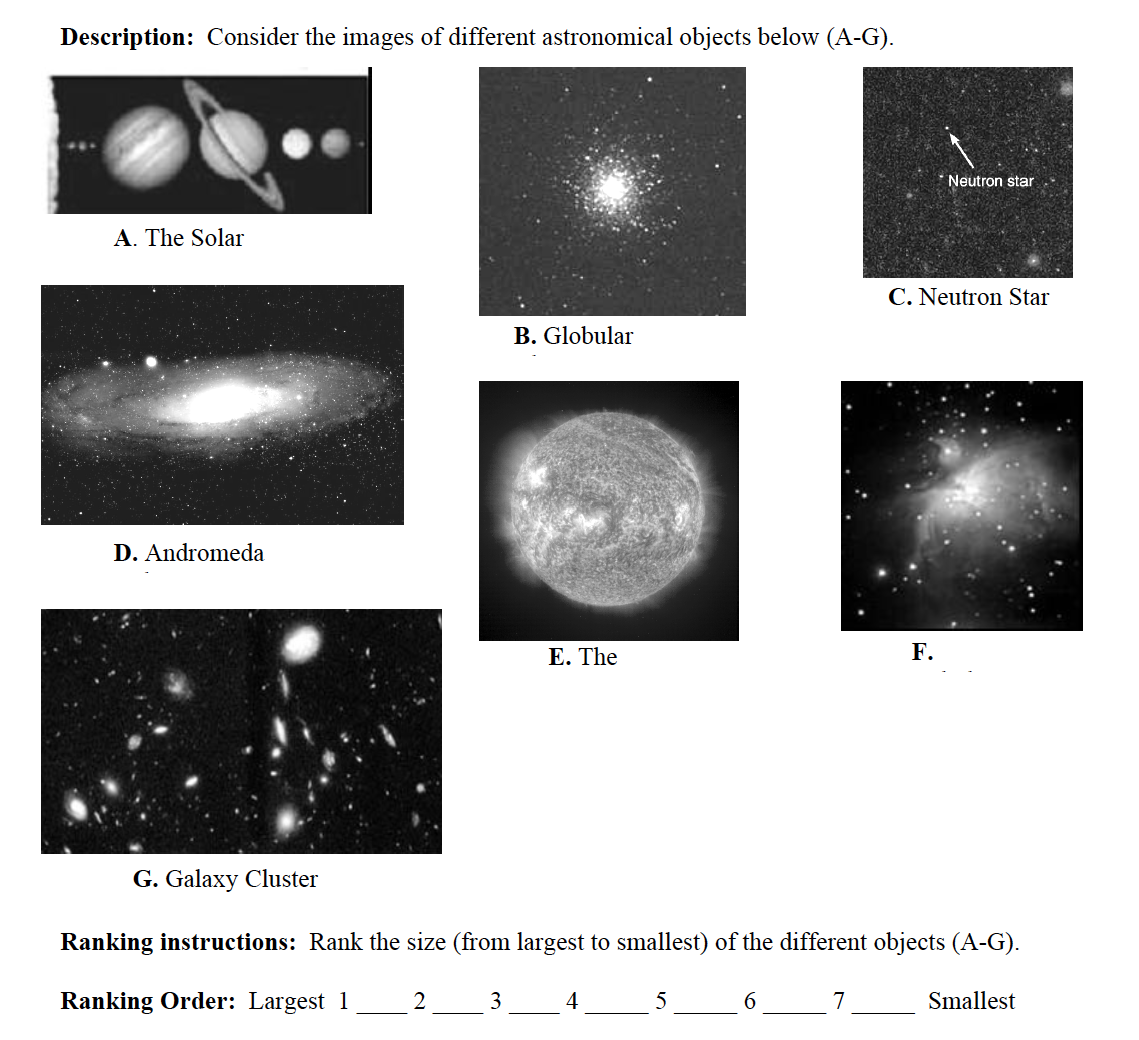 Description: Consider the images of different astronomical objects below (A-G).
Neutron star
A. The Solar
C. Neutron Star
B. Globular
D. Andromeda
E. The
F.
G. Galaxy Cluster
Ranking instructions: Rank the size (from largest to smallest) of the different objects (A-G).
Ranking Order: Largest 1 ____ 2 ____ 3 ____ 4 _____ 5 _____ 6 _____ 7 _____ Smallest